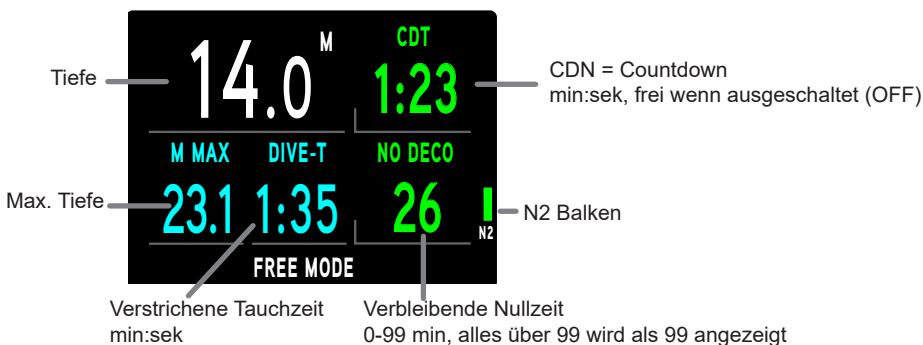 Tiefe
14.0 M
CDT
1:23
CDN = Countdown
min:sek, frei wenn ausgeschaltet (OFF)
M MAX DIVE-T NO DECO
Max. Tiefe
23.1 1:35 26
N2
N2 Balken
FREE MODE
Verstrichene Tauchzeit
min:sek
Verbleibende Nullzeit
0-99 min, alles über 99 wird als 99 angezeigt